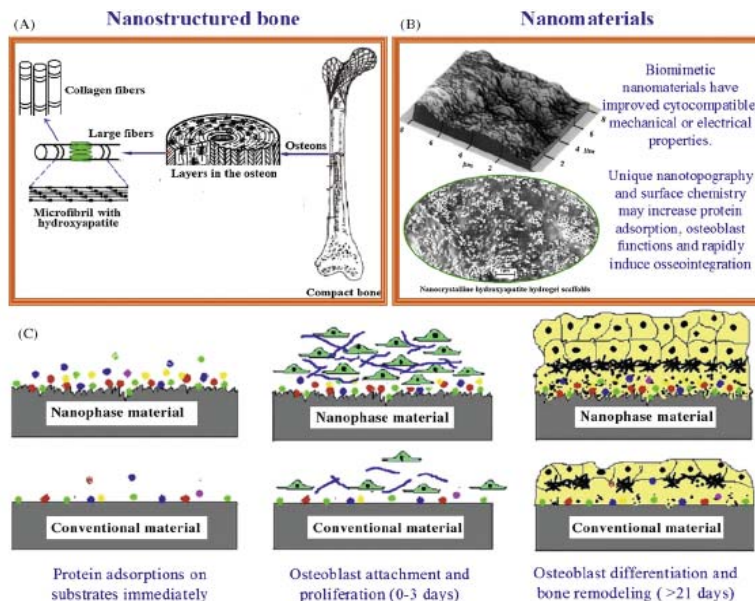 (A)
Nanostructured bone
Collagen fibers
Large fibers
Microfibril with
hydroxyapatite
Layers in the osteon
Osteons
Compact bone
(B)
Nanomaterials
Biomimetic
nanomaterials have
improved cytocompatible,
mechanical or electrical
properties.
Unique nanotopography
and surface chemistry
may increase protein
adsorption, osteoblast
functions and rapidly
induce osseointegration
Nanocrystalline hydroxyapatite hydrogel scaffolds
(C)
Nanophase material
Nanophase material
Nanophase material
Conventional material
Conventional material
Conventional material
Protein adsorptions on
substrates immediately
Osteoblast attachment and
proliferation (0-3 days)
Osteoblast differentiation and
bone remodeling ( >21 days)